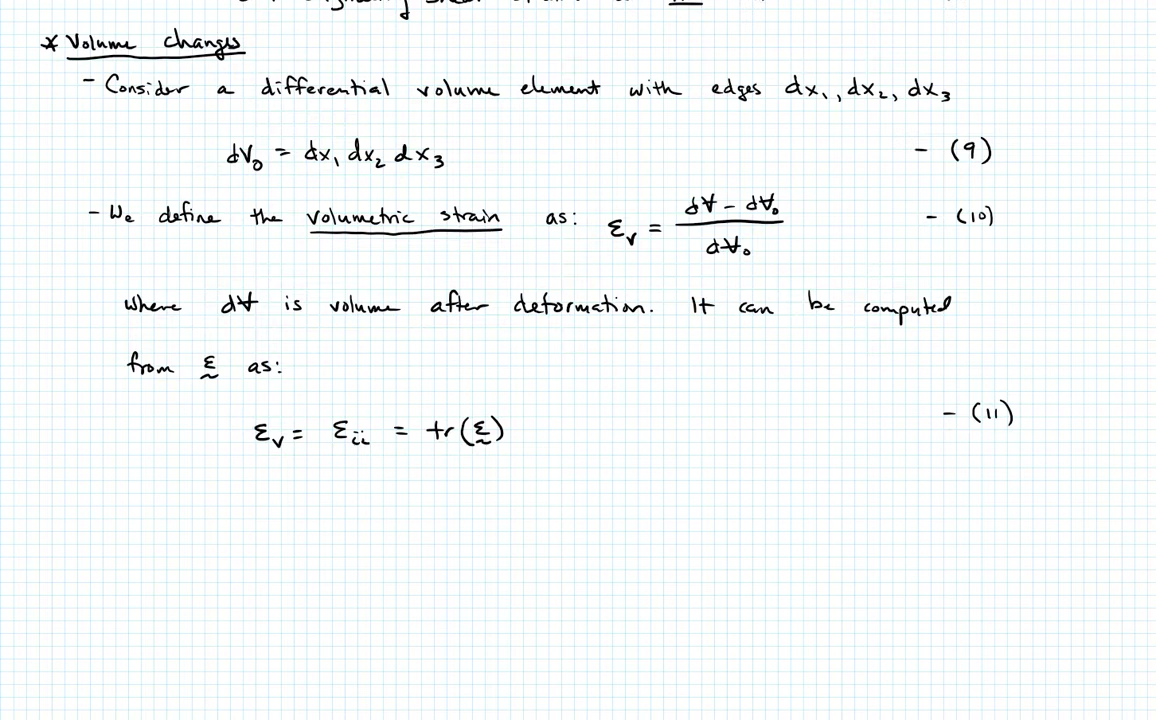 * Volume changes
- Consider a differential volume element with edges dx₁, dx₂, dx₃
dV₀ = dx₁ dx₂ dx₃ - (9)
- We define the volumetric strain as: εᵥ = (dV - dV₀) / dV₀ - (10)
where dV is volume after deformation. It can be computed
from ε as:
εᵥ = εᵢᵢ = tr(ε) - (11)